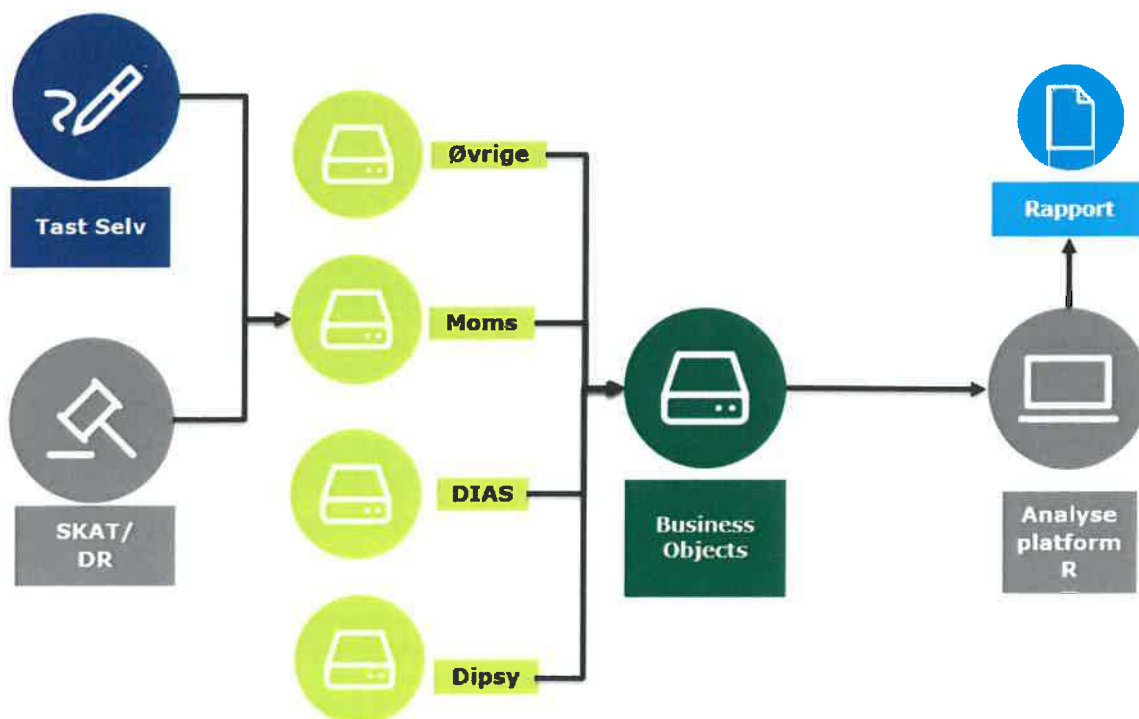 Tast Selv
SKAT/
DR
Øvrige
Moms
DIAS
Dipsy
Business
Objects
Rapport
Analyse
platform
R